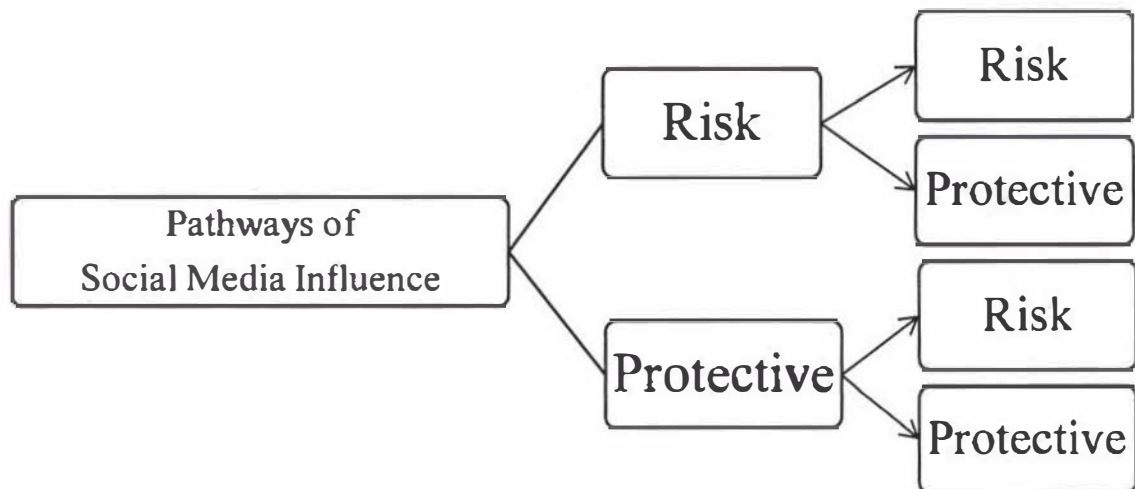 Pathways of
Social Media Influence
Risk
Protective
Risk
Protective
Risk
Protective